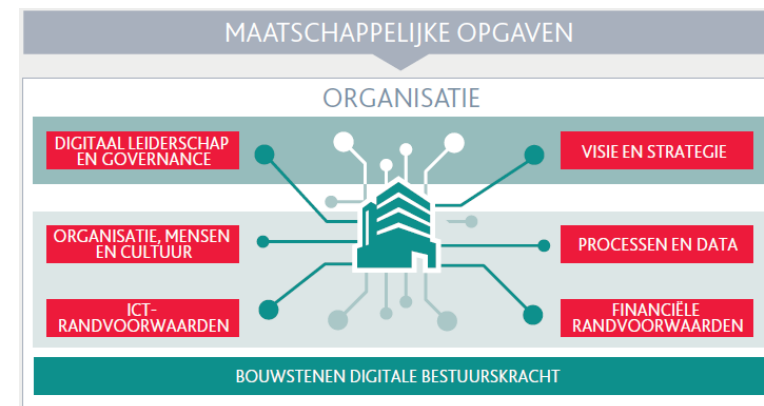 MAATSCHAPPELIJKE OPGAVEN
ORGANISATIE
DIGITAAL LEIDERSCHAP
EN GOVERNANCE
VISIE EN STRATEGIE
ORGANISATIE, MENSEN
EN CULTUUR
PROCESSEN EN DATA
ICT-
RANDVOORWAARDEN
FINANCIËLE
RANDVOORWAARDEN
BOUWSTENEN DIGITALE BESTUURSKRACHT